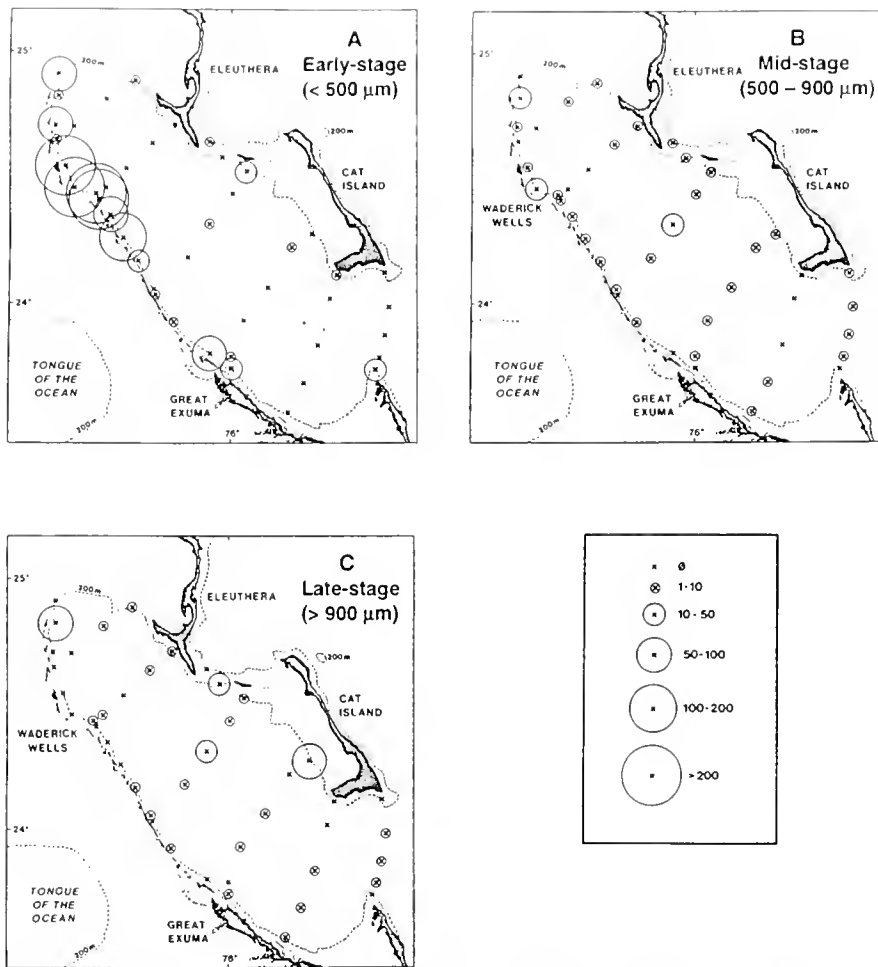 A
Early-stage
(< 500 µm)
25°
200m
ELEUTHERA
200m
CAT
ISLAND
24°
TONGUE
OF THE
OCEAN
200m
GREAT
EXUMA
76°
B
Mid-stage
(500 – 900 µm)
25°
200m
ELEUTHERA
200m
CAT
ISLAND
WADERICK
WELLS
24°
TONGUE
OF THE
OCEAN
200m
GREAT
EXUMA
76°
C
Late-stage
(> 900 µm)
25°
200m
ELEUTHERA
200m
CAT
ISLAND
WADERICK
WELLS
24°
TONGUE
OF THE
OCEAN
200m
GREAT
EXUMA
76°
0
1-10
10-50
50-100
100-200
>200